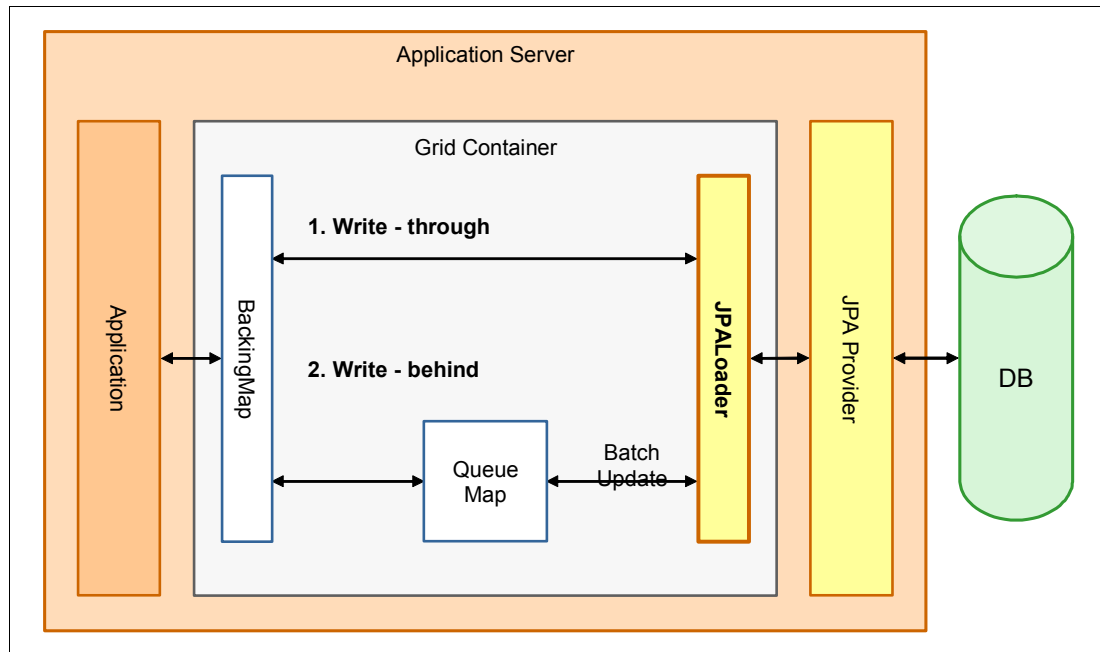 Application Server
Grid Container
Application
BackingMap
1. Write - through
2. Write - behind
Queue
Map
Batch
Update
JPALoader
JPA Provider
DB